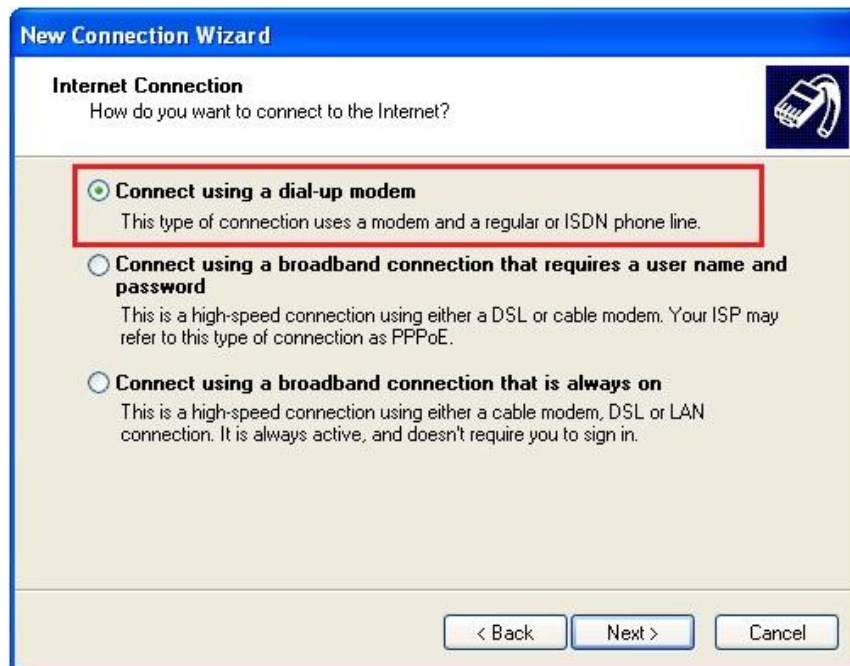 New Connection Wizard
Internet Connection
How do you want to connect to the Internet?
Connect using a dial-up modem
This type of connection uses a modem and a regular or ISDN phone line.
Connect using a broadband connection that requires a user name and
password
This is a high-speed connection using either a DSL or cable modem. Your ISP may
refer to this type of connection as PPPoE.
Connect using a broadband connection that is always on
This is a high-speed connection using either a cable modem, DSL or LAN
connection. It is always active, and doesn't require you to sign in.
< Back Next > Cancel